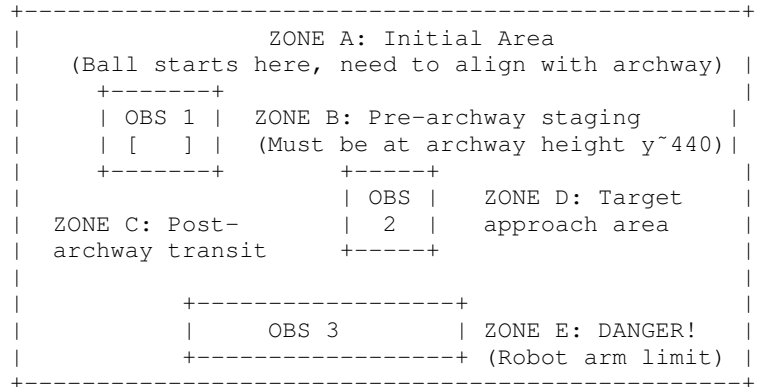 ZONE A: Initial Area
(Ball starts here, need to align with archway)
OBS 1 ZONE B: Pre-archway staging
[ ] (Must be at archway height y~440)
OBS ZONE D: Target
ZONE C: Post- 2 approach area
archway transit
OBS 3 ZONE E: DANGER!
(Robot arm limit)